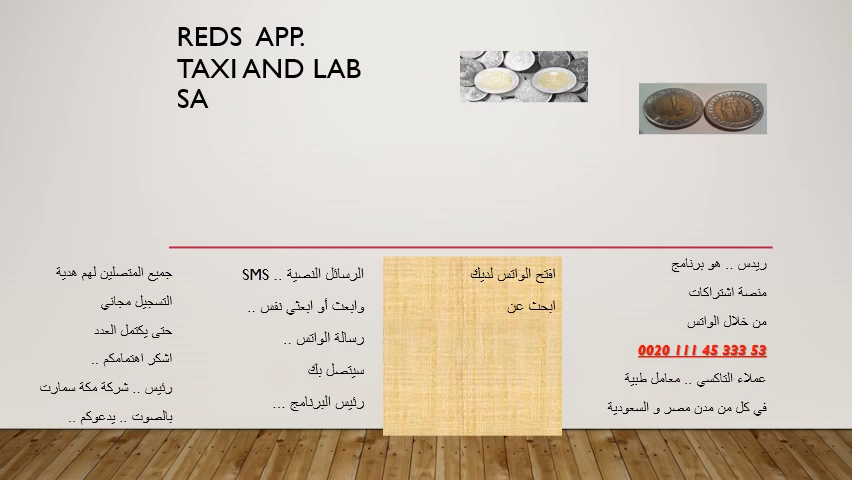 REDS APP.
TAXI AND LAB
SA
ريدس .. هو برنامج
منصة اشتراكات
من خلال الواتس
0020 111 45 333 53
عملاء التاكسي .. معامل طبية
في كل من مدن مصر و السعودية
افتح الواتس لديك
ابحث عن
الرسائل النصية .. SMS
وابعث أو ابعثي نفس ..
رسالة الواتس ..
سيتصل بك
رئيس البرنامج ...
جميع المتصلين لهم هدية
التسجيل مجاني
حتى يكتمل العدد
اشكر اهتمامكم ..
رئيس .. شركة مكة سمارت
بالصوت .. يدعوكم ..